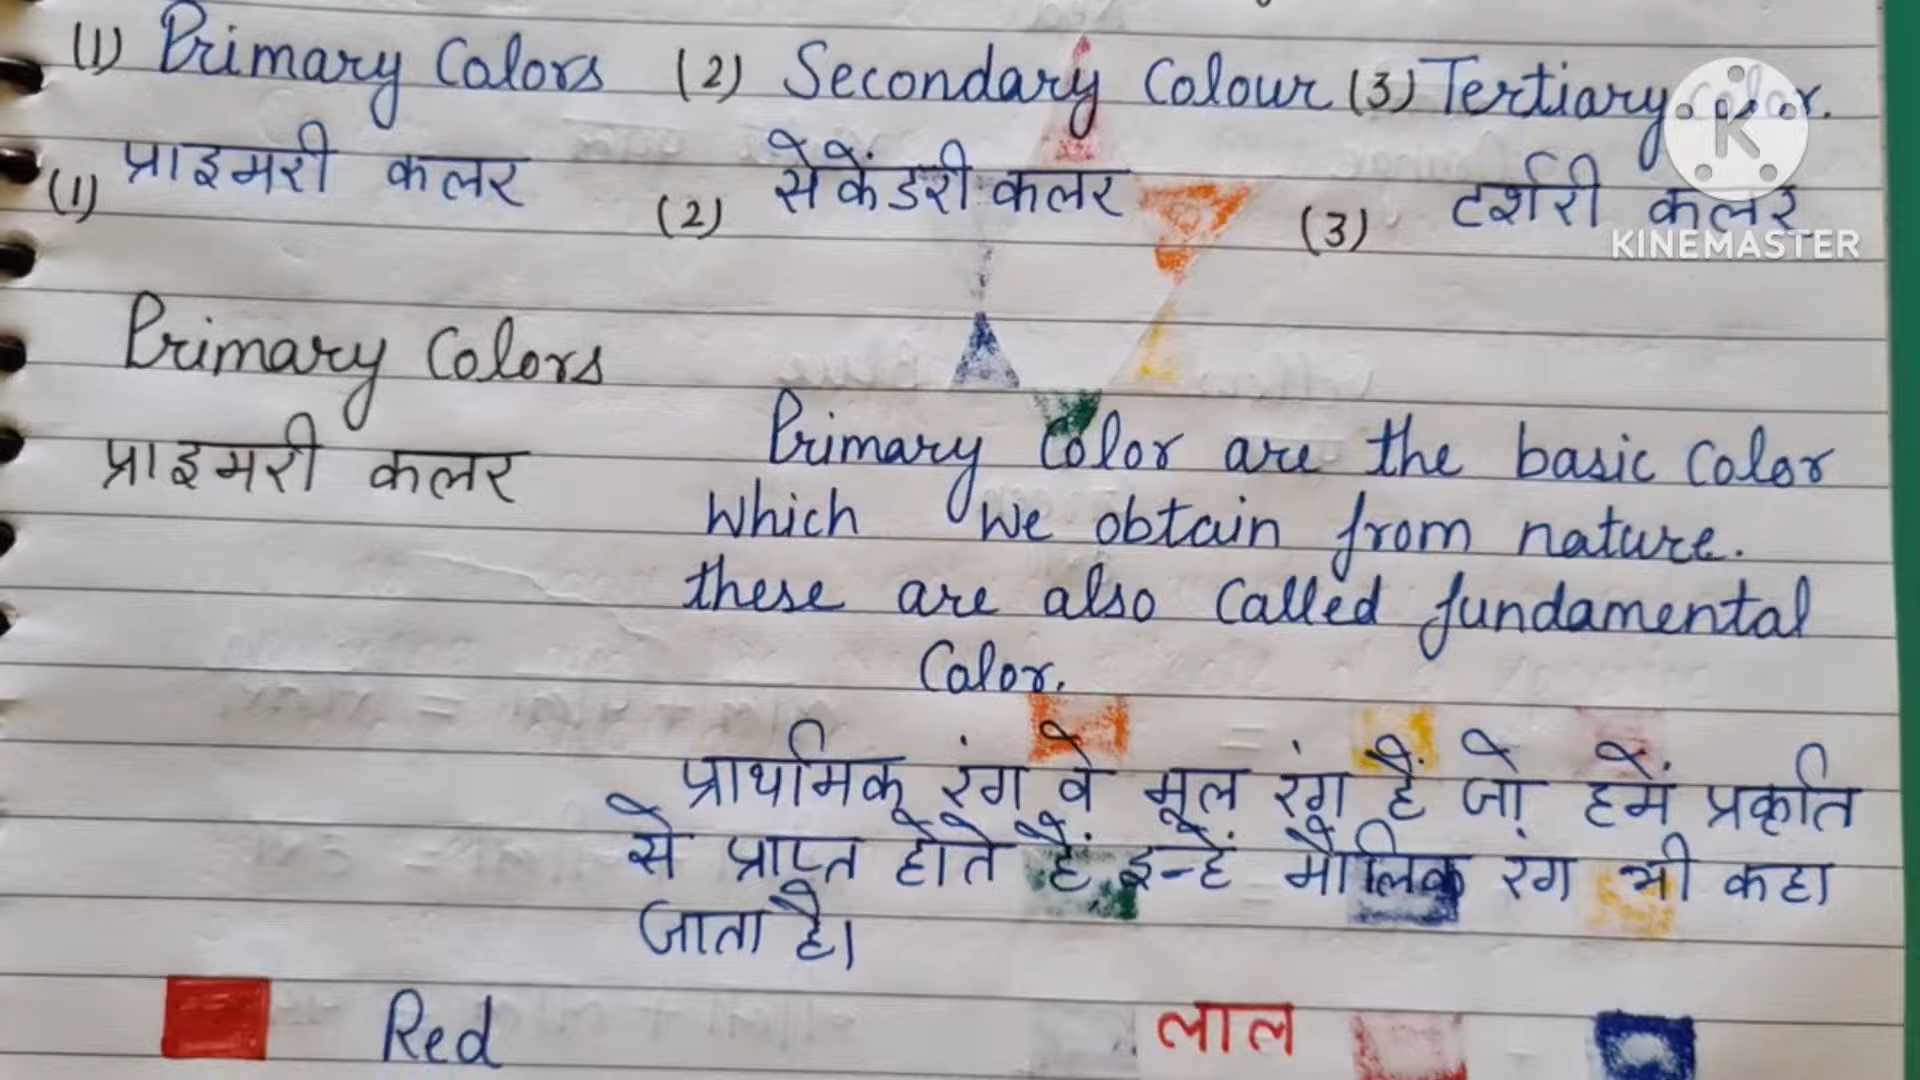 (1) Primary Colors (2) Secondary Colour (3) Tertiary color.
(1) प्राइमरी कलर (2) सेकेंडरी कलर (3) टर्शरी कलर
KINEMASTER
Primary Colors
प्राइमरी कलर
Primary Color are the basic Color
which we obtain from nature.
these are also Called fundamental
Color.
प्राथमिक रंग वे मूल रंग हैं जो हमें प्रकृति
से प्राप्त होते हैं इन्हें मौलिक रंग भी कहा
जाता है।
Red लाल